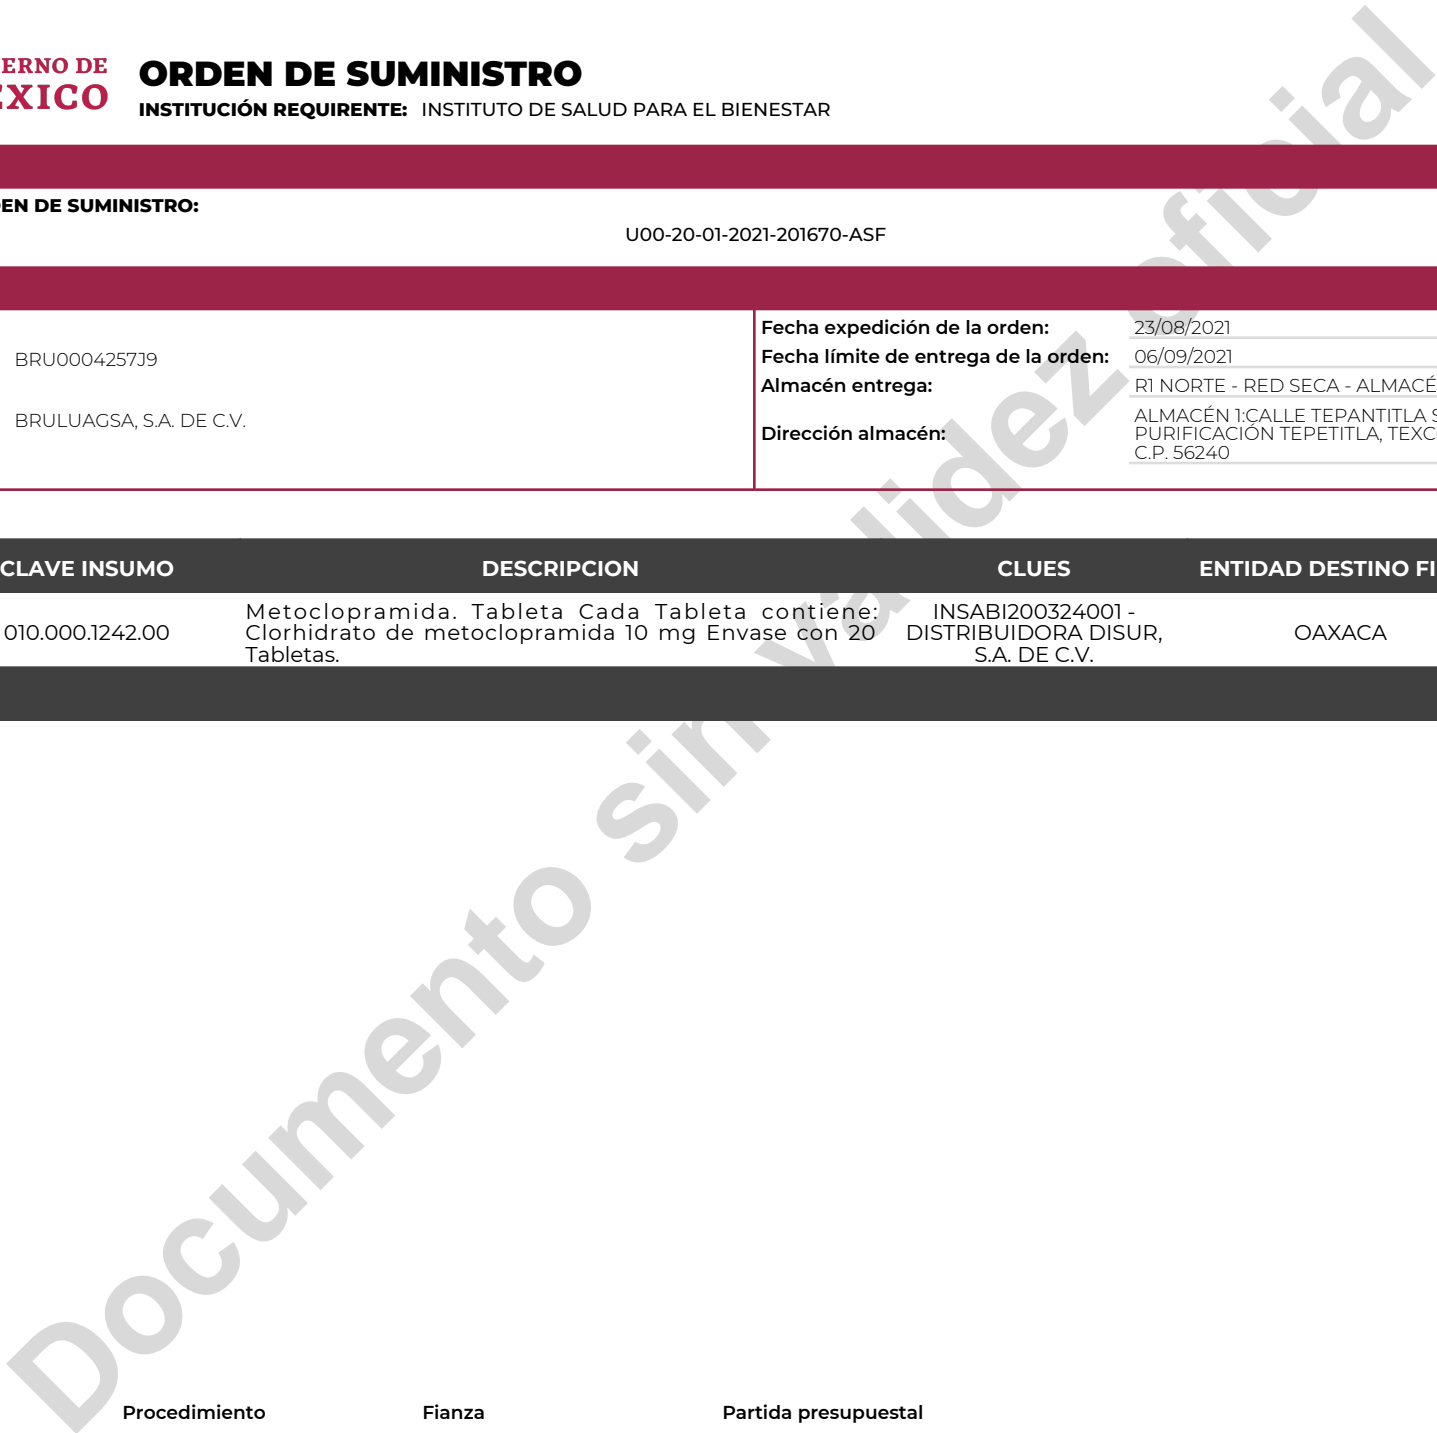 ERNO DE
EXICO
ORDEN DE SUMINISTRO
INSTITUCIÓN REQUIRENTE: INSTITUTO DE SALUD PARA EL BIENESTAR
EN DE SUMINISTRO:
U00-20-01-2021-201670-ASF
BRU0004257J9
BRULUAGSA, S.A. DE C.V.
Fecha expedición de la orden: 23/08/2021
Fecha límite de entrega de la orden: 06/09/2021
Almacén entrega: R1 NORTE - RED SECA - ALMACÉ
Dirección almacén:
ALMACÉN 1:CALLE TEPANTITLA S
PURIFICACIÓN TEPETITLA, TEXC
C.P. 56240
CLAVE INSUMO DESCRIPCION CLUES ENTIDAD DESTINO FI
010.000.1242.00
Metoclopramida. Tableta Cada Tableta contiene:
Clorhidrato de metoclopramida 10 mg Envase con 20
Tabletas.
INSABI200324001 -
DISTRIBUIDORA DISUR,
S.A. DE C.V.
OAXACA
Documento sin validez oficial
Procedimiento Fianza Partida presupuestal